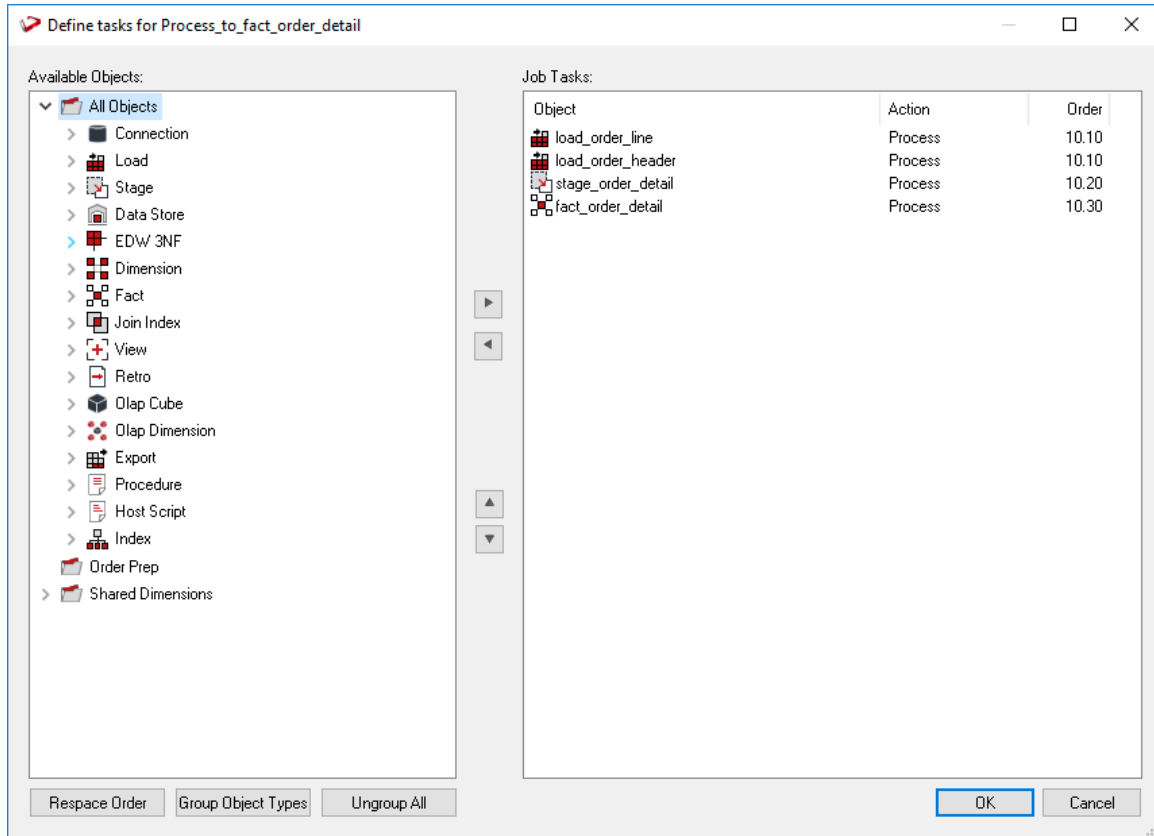 Define tasks for Process_to_fact_order_detail
Available Objects:
All Objects
Connection
Load
Stage
Data Store
EDW 3NF
Dimension
Fact
Join Index
View
Retro
Olap Cube
Olap Dimension
Export
Procedure
Host Script
Index
Order Prep
Shared Dimensions
Respace Order Group Object Types Ungroup All
Job Tasks:
Object Action Order
load_order_line Process 10.10
load_order_header Process 10.10
stage_order_detail Process 10.20
fact_order_detail Process 10.30
OK Cancel